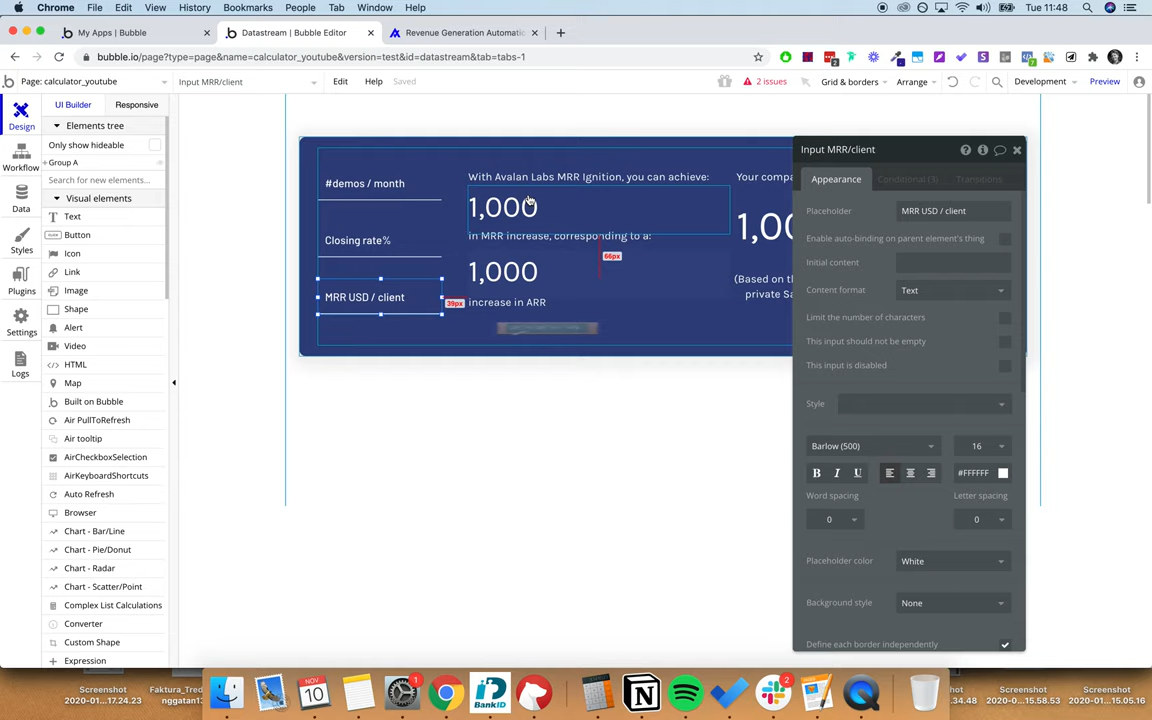 Chrome File Edit View History Bookmarks People Tab Window Help Tue 11:48
My Apps | Bubble Datastream | Bubble Editor Revenue Generation Automatic
bubble.io/page?type=page&name=calculator_youtube&version=test&id=datastream&tab=tabs-1
Page: calculator_youtube Input MRR/client Edit Help Saved 2 issues Grid & borders Arrange Development Preview
UI Builder Responsive
Design
Workflow
Data
Styles
Plugins
Settings
Logs
Elements tree
Only show hideable
Group A
Search for new elements...
Visual elements
Text
Button
Icon
Link
Image
Shape
Alert
Video
HTML
Map
Built on Bubble
Air PullToRefresh
Air tooltip
AirCheckboxSelection
AirKeyboardShortcuts
Auto Refresh
Browser
Chart - Bar/Line
Chart - Pie/Donut
Chart - Radar
Chart - Scatter/Point
Complex List Calculations
Converter
Custom Shape
Expression
#demos / month
Closing rate%
MRR USD / client
39px
With Avalan Labs MRR Ignition, you can achieve:
1,000
in MRR increase, corresponding to a:
66px
1,000
increase in ARR
Your compa
1,00
(Based on th
private Sa
Input MRR/client
Appearance Conditional (3) Transitions
Placeholder MRR USD / client
Enable auto-binding on parent element's thing
Initial content
Content format Text
Limit the number of characters
This input should not be empty
This input is disabled
Style
Barlow (500) 16
B I U #FFFFFF
Word spacing Letter spacing
0 0
Placeholder color White
Background style None
Define each border independently
NOV
10
1
BankID
2
Screenshot
2020-01...17.24.23
Faktura_Tred
nggatan13
Screenshot
2020-01...15.58.53
Screenshot
2020-01...15.05.16